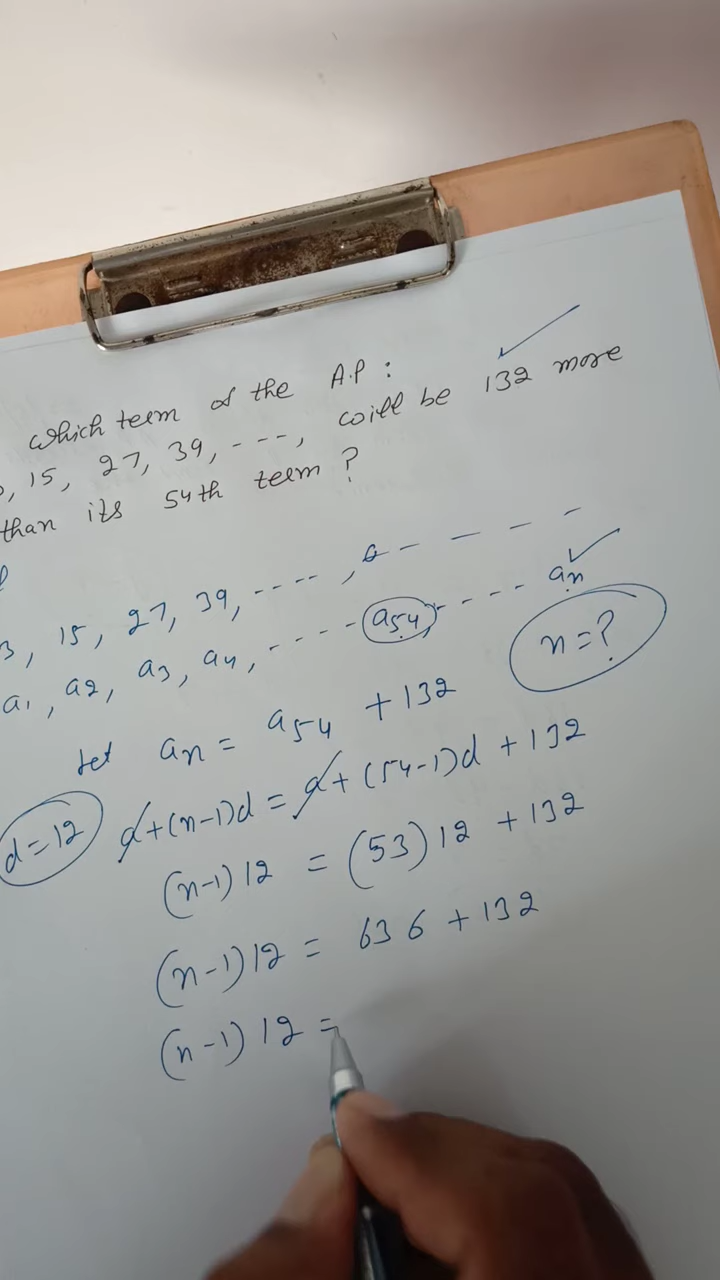 which term of the A.P :
, 15, 27, 39, - - - , will be 132 more
than its 54th term ?
3, 15, 27, 39, - - - - , a - - - - -
a1, a2, a3, a4, - - - - a54, - - - - an
n = ?
let an = a54 + 132
d = 12
a + (n-1)d = a + (54-1)d + 132
(n-1) 12 = (53) 12 + 132
(n-1) 12 = 636 + 132
(n-1) 12 =